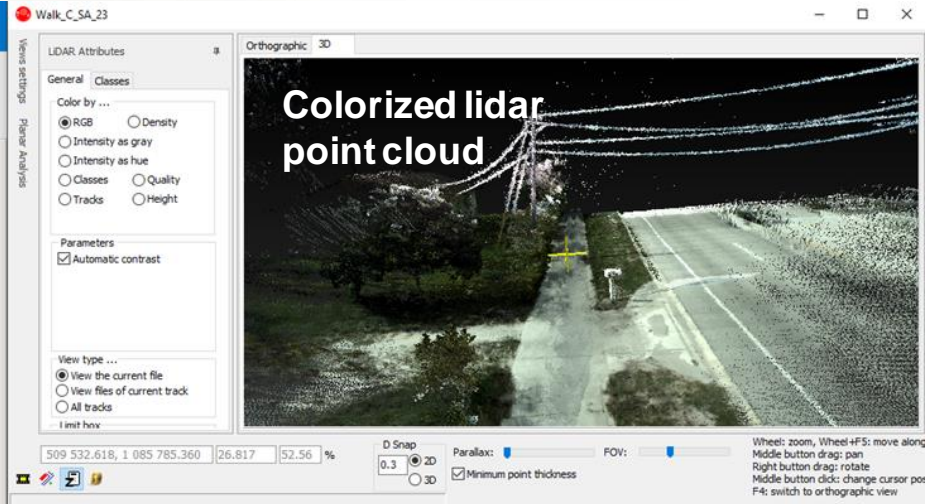 Walk_C_SA_23
Views settings
Planar Analysis
LiDAR Attributes
General Classes
Color by ...
RGB Density
Intensity as gray
Intensity as hue
Classes Quality
Tracks Height
Parameters
Automatic contrast
View type ...
View the current file
View files of current track
All tracks
Limit box
Orthographic 3D
Colorized lidar
point cloud
509 532.618, 1 085 785.360 26.817 52.56 %
D Snap
0.3 2D
3D
Parallax: FOV:
Minimum point thickness
Wheel: zoom, Wheel+F5: move along
Middle button drag: pan
Right button drag: rotate
Middle button click: change cursor pos
F4: switch to orthographic view